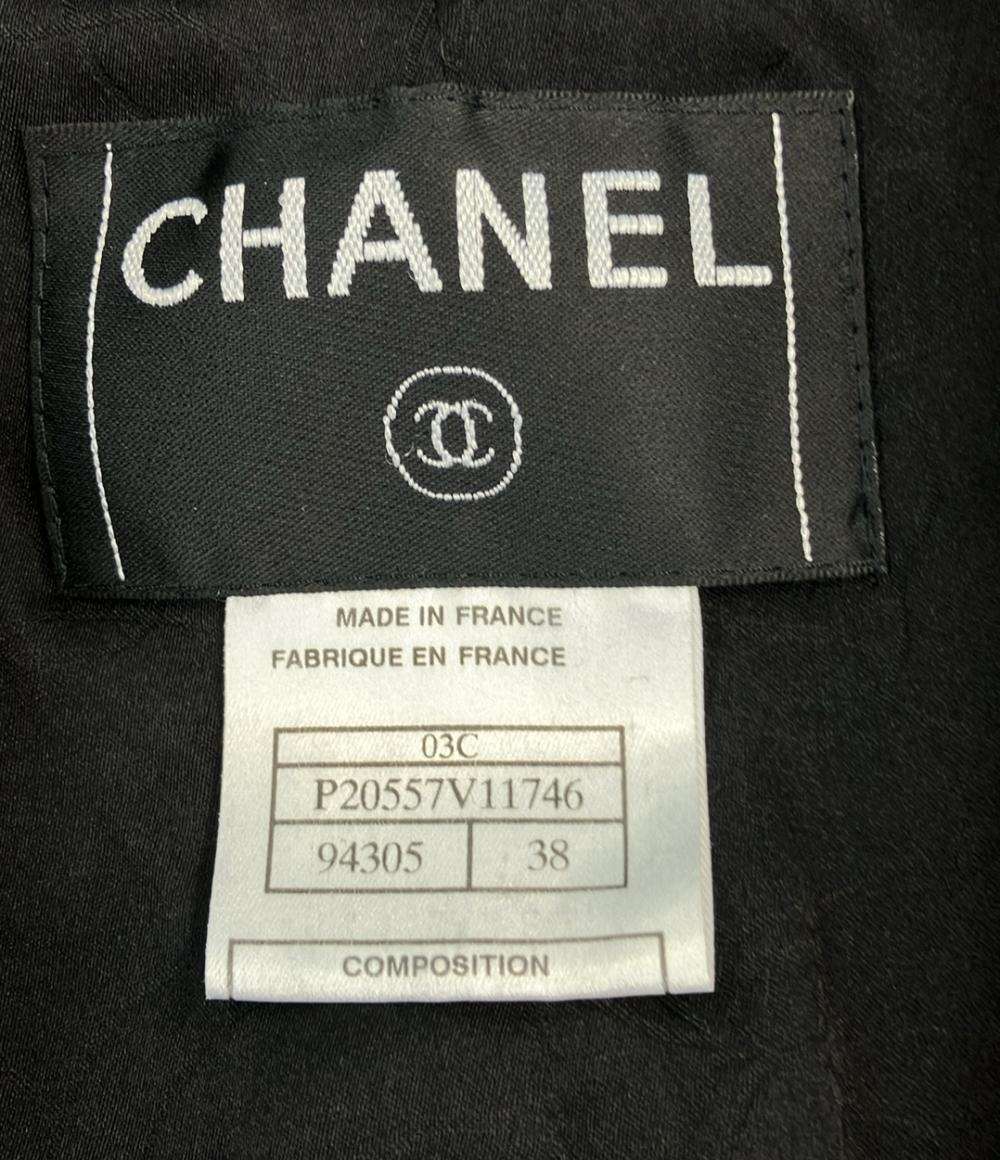 CHANEL
MADE IN FRANCE
FABRIQUE EN FRANCE
03C
P20557V11746
94305 38
COMPOSITION